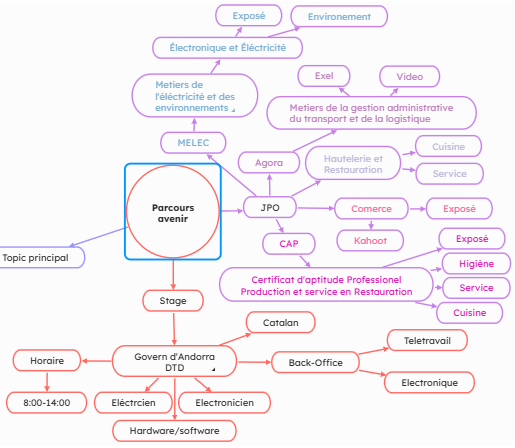 Exposé
Environement
Électronique et Éléctricité
Exel
Video
Metiers de
l'éléctricité et des
environnements
Metiers de la gestion administrative
du transport et de la logistique
MELEC
Cuisine
Agora
Hautelerie et
Restauration
Service
Parcours
avenir
JPO
Comerce
Exposé
CAP
Kahoot
Exposé
Topic principal
Higiène
Certificat d'aptitude Professionel
Production et service en Restauration
Service
Stage
Cuisine
Catalan
Teletravail
Horaire
Govern d'Andorra
DTD
Back-Office
Electronique
8:00-14:00
Eléctrcien
Electronicien
Hardware/software